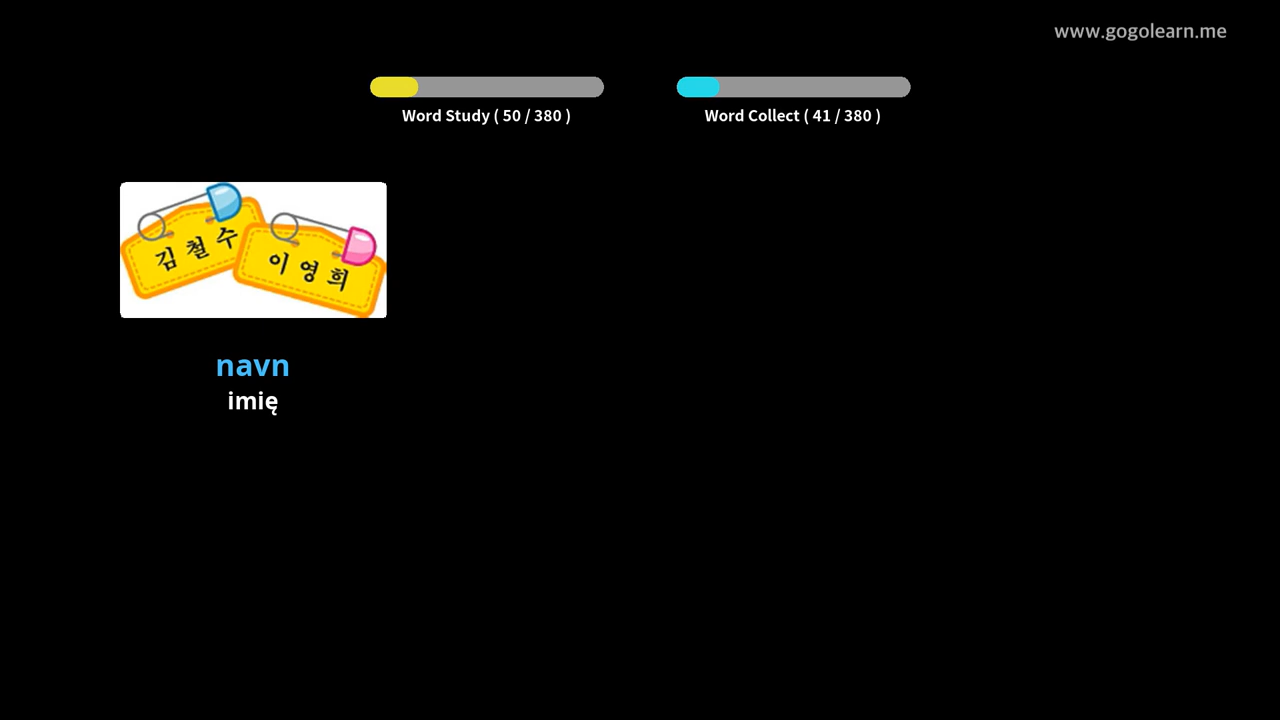 www.gogolearn.me
Word Study ( 50 / 380 )
Word Collect ( 41 / 380 )
김철수
이영희
navn
imię